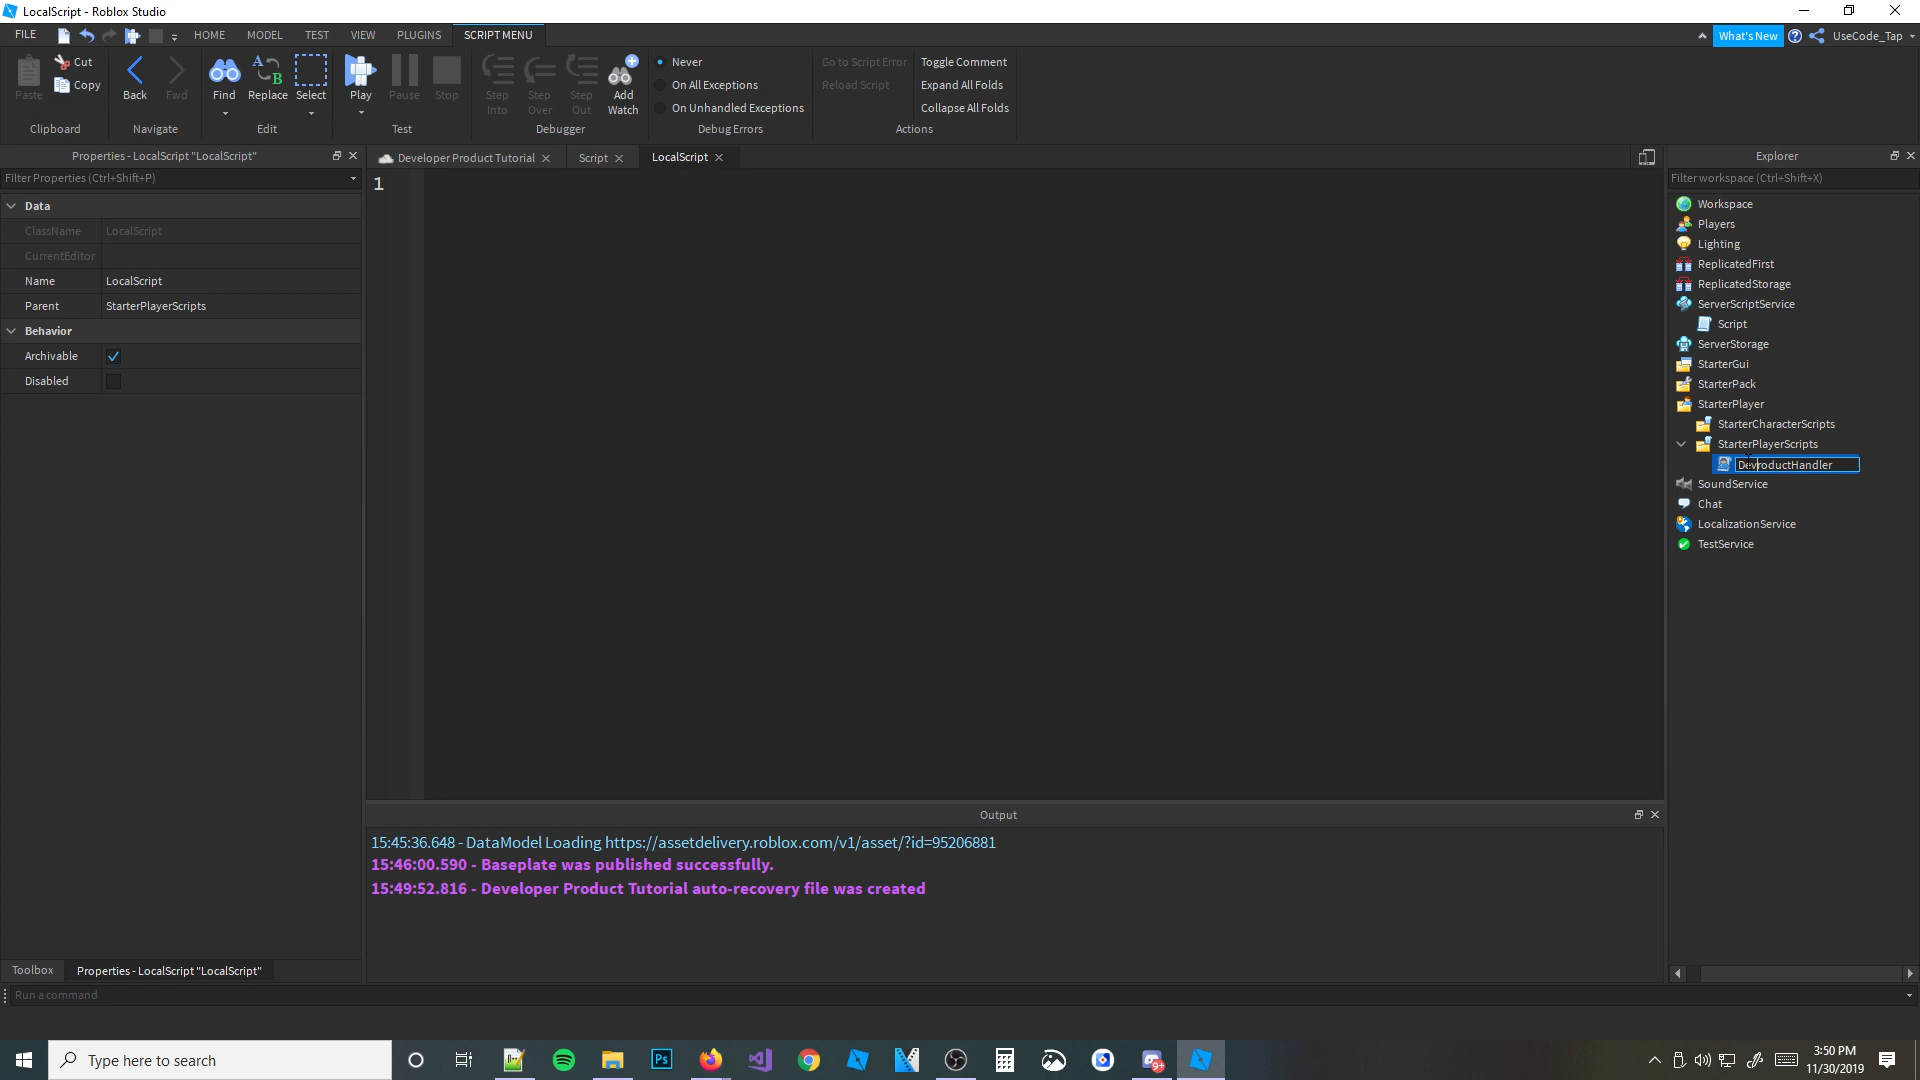 LocalScript - Roblox Studio
FILE HOME MODEL TEST VIEW PLUGINS SCRIPT MENU What's New UseCode_Tap
Paste Cut Copy Back Fwd Find Replace Select Play Pause Stop Step Into Step Over Step Out Add Watch
Never
On All Exceptions
On Unhandled Exceptions
Go to Script Error
Reload Script
Toggle Comment
Expand All Folds
Collapse All Folds
Clipboard Navigate Edit Test Debugger Debug Errors Actions
Properties - LocalScript "LocalScript"
Filter Properties (Ctrl+Shift+P)
Data
ClassName LocalScript
CurrentEditor
Name LocalScript
Parent StarterPlayerScripts
Behavior
Archivable
Disabled
Toolbox Properties - LocalScript "LocalScript"
Developer Product Tutorial Script LocalScript
1
Output
15:45:36.648 - DataModel Loading https://assetdelivery.roblox.com/v1/asset/?id=95206881
15:46:00.590 - Baseplate was published successfully.
15:49:52.816 - Developer Product Tutorial auto-recovery file was created
Explorer
Filter workspace (Ctrl+Shift+X)
Workspace
Players
Lighting
ReplicatedFirst
ReplicatedStorage
ServerScriptService
Script
ServerStorage
StarterGui
StarterPack
StarterPlayer
StarterCharacterScripts
StarterPlayerScripts
DevroductHandler
SoundService
Chat
LocalizationService
TestService
Run a command
Type here to search
Ps
3:50 PM
11/30/2019